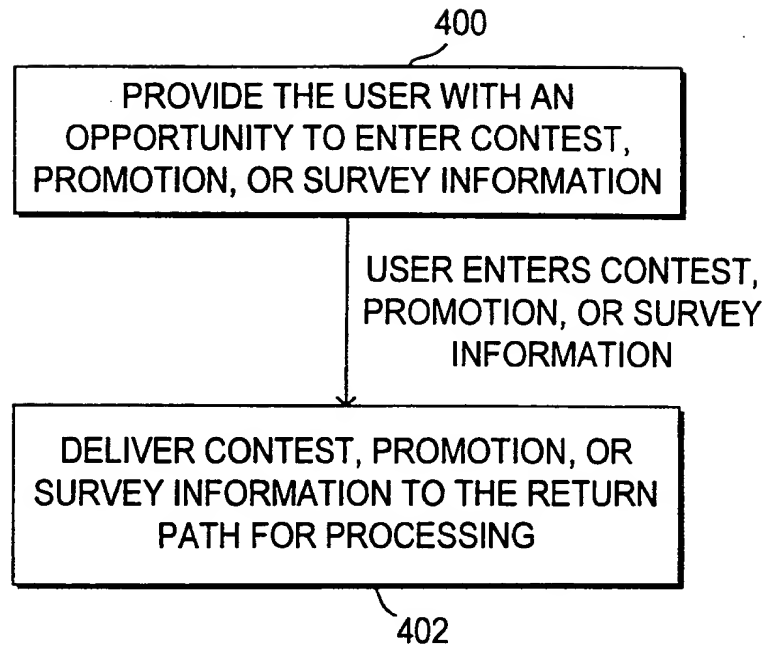 400
PROVIDE THE USER WITH AN
OPPORTUNITY TO ENTER CONTEST,
PROMOTION, OR SURVEY INFORMATION
USER ENTERS CONTEST,
PROMOTION, OR SURVEY
INFORMATION
DELIVER CONTEST, PROMOTION, OR
SURVEY INFORMATION TO THE RETURN
PATH FOR PROCESSING
402